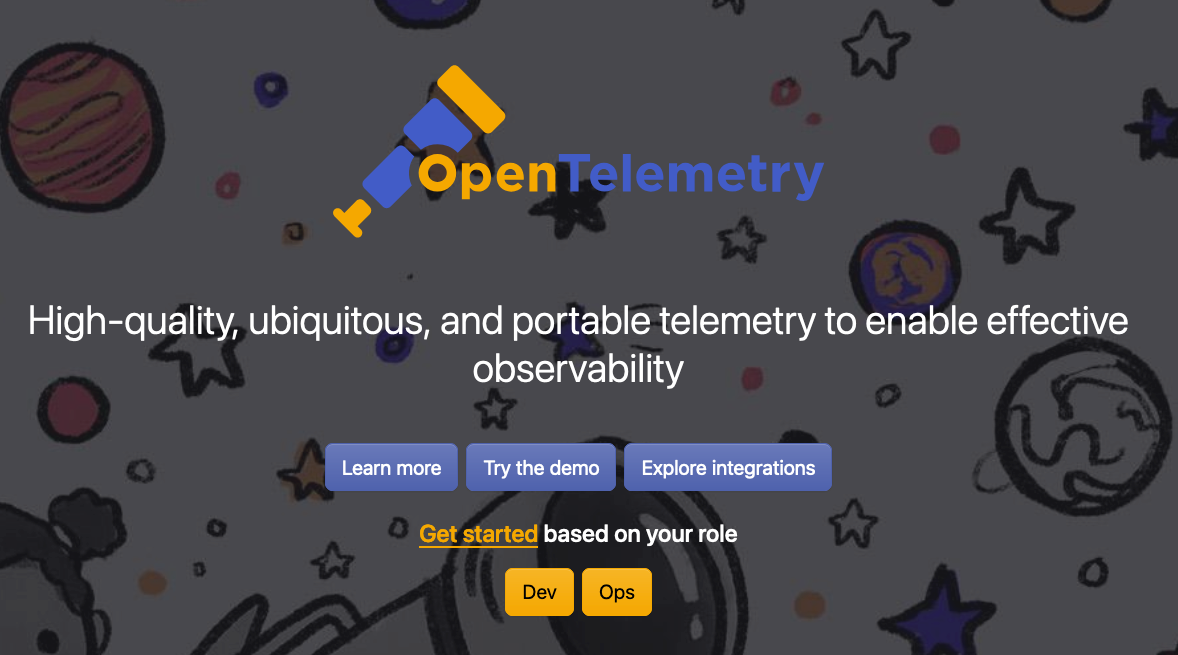 OpenTelemetry
High-quality, ubiquitous, and portable telemetry to enable effective
observability
Learn more Try the demo Explore integrations
Get started based on your role
Dev Ops